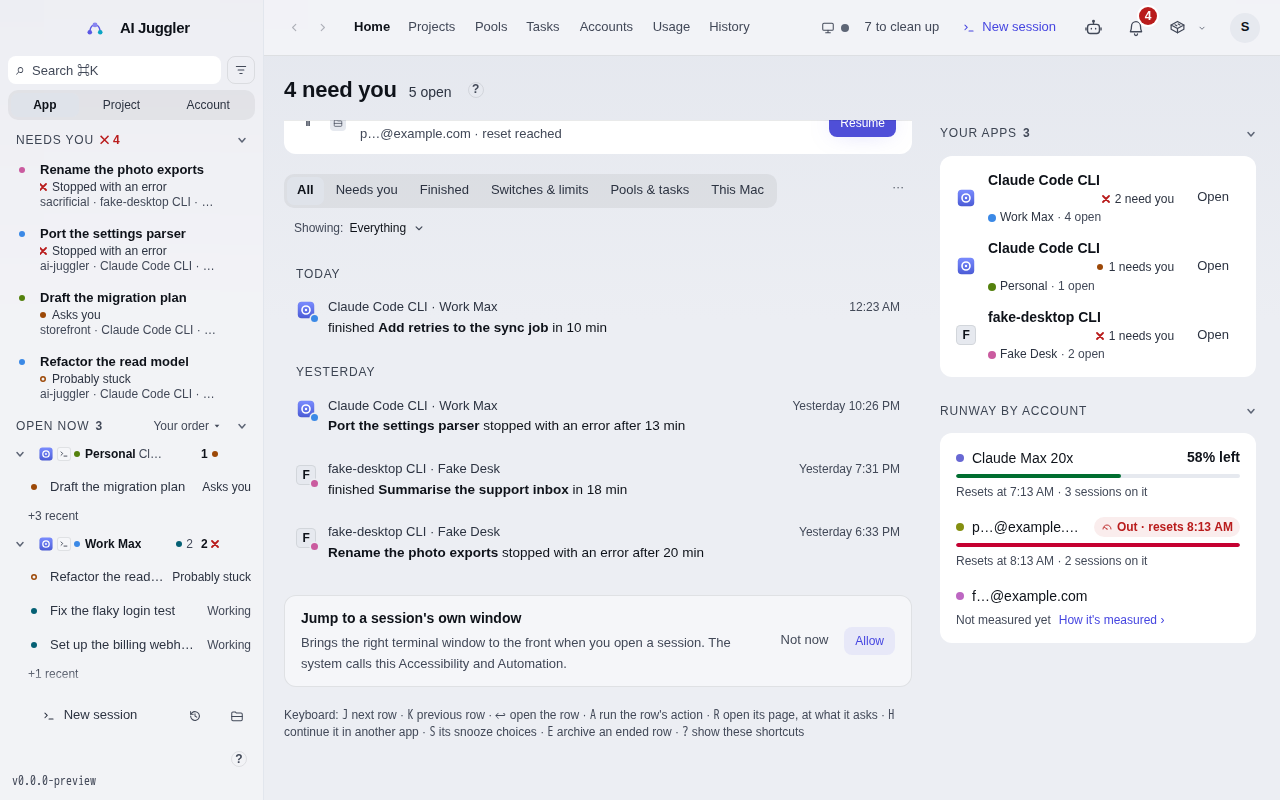 AI Juggler
Search ⌘K
App Project Account
NEEDS YOU 4
Rename the photo exports
Stopped with an error
sacrificial · fake-desktop CLI · …
Port the settings parser
Stopped with an error
ai-juggler · Claude Code CLI · …
Draft the migration plan
Asks you
storefront · Claude Code CLI · …
Refactor the read model
Probably stuck
ai-juggler · Claude Code CLI · …
OPEN NOW 3 Your order
Personal Cl… 1
Draft the migration plan Asks you
+3 recent
Work Max 2 2
Refactor the read… Probably stuck
Fix the flaky login test Working
Set up the billing webh… Working
+1 recent
New session
?
v0.0.0-preview
Home Projects Pools Tasks Accounts Usage History
7 to clean up
New session
4
S
4 need you 5 open ?
p…@example.com · reset reached
Resume
All Needs you Finished Switches & limits Pools & tasks This Mac …
Showing: Everything
TODAY
Claude Code CLI · Work Max 12:23 AM
finished Add retries to the sync job in 10 min
YESTERDAY
Claude Code CLI · Work Max Yesterday 10:26 PM
Port the settings parser stopped with an error after 13 min
F fake-desktop CLI · Fake Desk Yesterday 7:31 PM
finished Summarise the support inbox in 18 min
F fake-desktop CLI · Fake Desk Yesterday 6:33 PM
Rename the photo exports stopped with an error after 20 min
Jump to a session's own window
Brings the right terminal window to the front when you open a session. The
system calls this Accessibility and Automation.
Not now Allow
Keyboard: J next row · K previous row · ↩ open the row · A run the row's action · R open its page, at what it asks · H
continue it in another app · S its snooze choices · E archive an ended row · ? show these shortcuts
YOUR APPS 3
Claude Code CLI
2 need you Open
Work Max · 4 open
Claude Code CLI
1 needs you Open
Personal · 1 open
fake-desktop CLI
F 1 needs you Open
Fake Desk · 2 open
RUNWAY BY ACCOUNT
Claude Max 20x 58% left
Resets at 7:13 AM · 3 sessions on it
p…@example.… Out · resets 8:13 AM
Resets at 8:13 AM · 2 sessions on it
f…@example.com
Not measured yet How it's measured ›